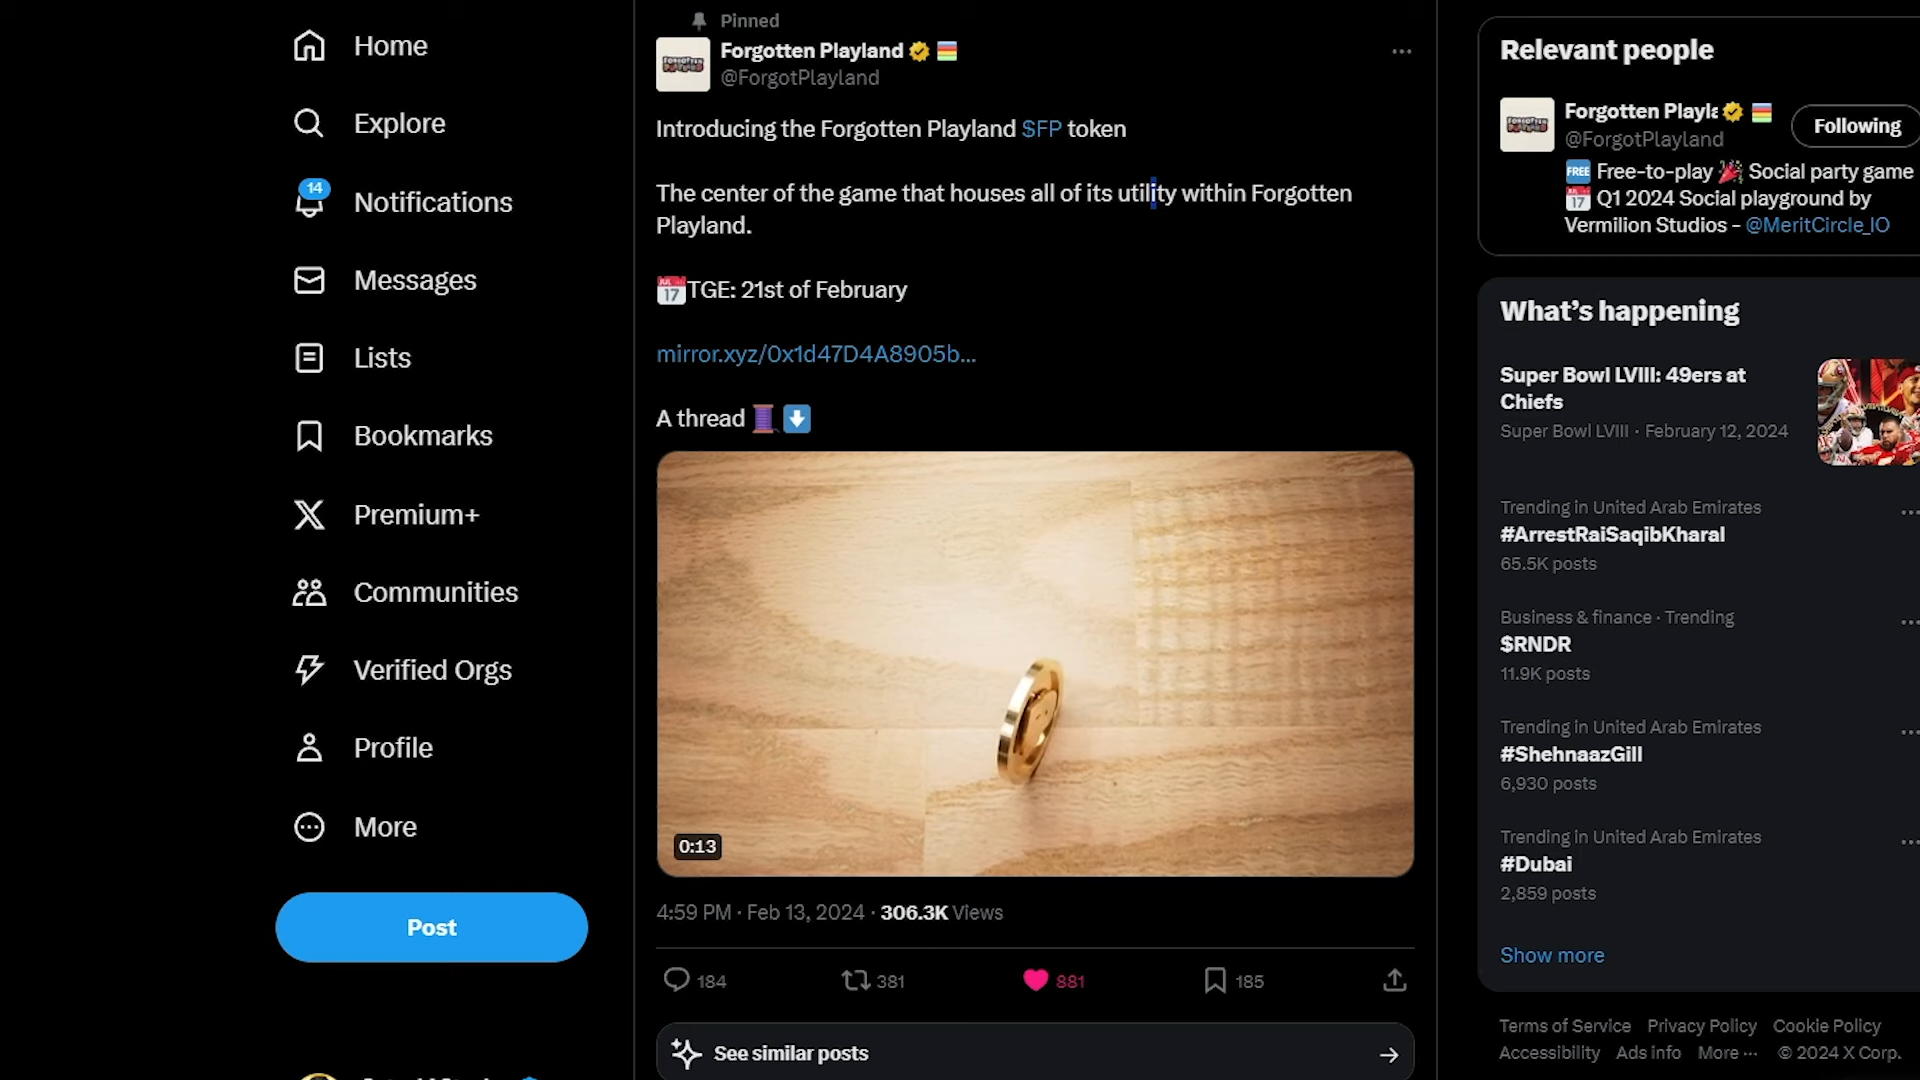 Home
Explore
14
Notifications
Messages
Lists
Bookmarks
Premium+
Communities
Verified Orgs
Profile
More
Post
Pinned
Forgotten Playland
@ForgotPlayland
Introducing the Forgotten Playland $FP token
The center of the game that houses all of its utility within Forgotten
Playland.
TGE: 21st of February
mirror.xyz/0x1d47D4A8905b...
A thread
0:13
4:59 PM · Feb 13, 2024 · 306.3K Views
184
381
881
185
See similar posts
Relevant people
Forgotten Playla
@ForgotPlayland
Following
FREE Free-to-play Social party game
Q1 2024 Social playground by
Vermilion Studios - @MeritCircle_IO
What’s happening
Super Bowl LVIII: 49ers at
Chiefs
Super Bowl LVIII · February 12, 2024
Trending in United Arab Emirates
#ArrestRaiSaqibKharal
65.5K posts
Business & finance · Trending
$RNDR
11.9K posts
Trending in United Arab Emirates
#ShehnaazGill
6,930 posts
Trending in United Arab Emirates
#Dubai
2,859 posts
Show more
Terms of Service Privacy Policy Cookie Policy
Accessibility Ads info More ··· © 2024 X Corp.